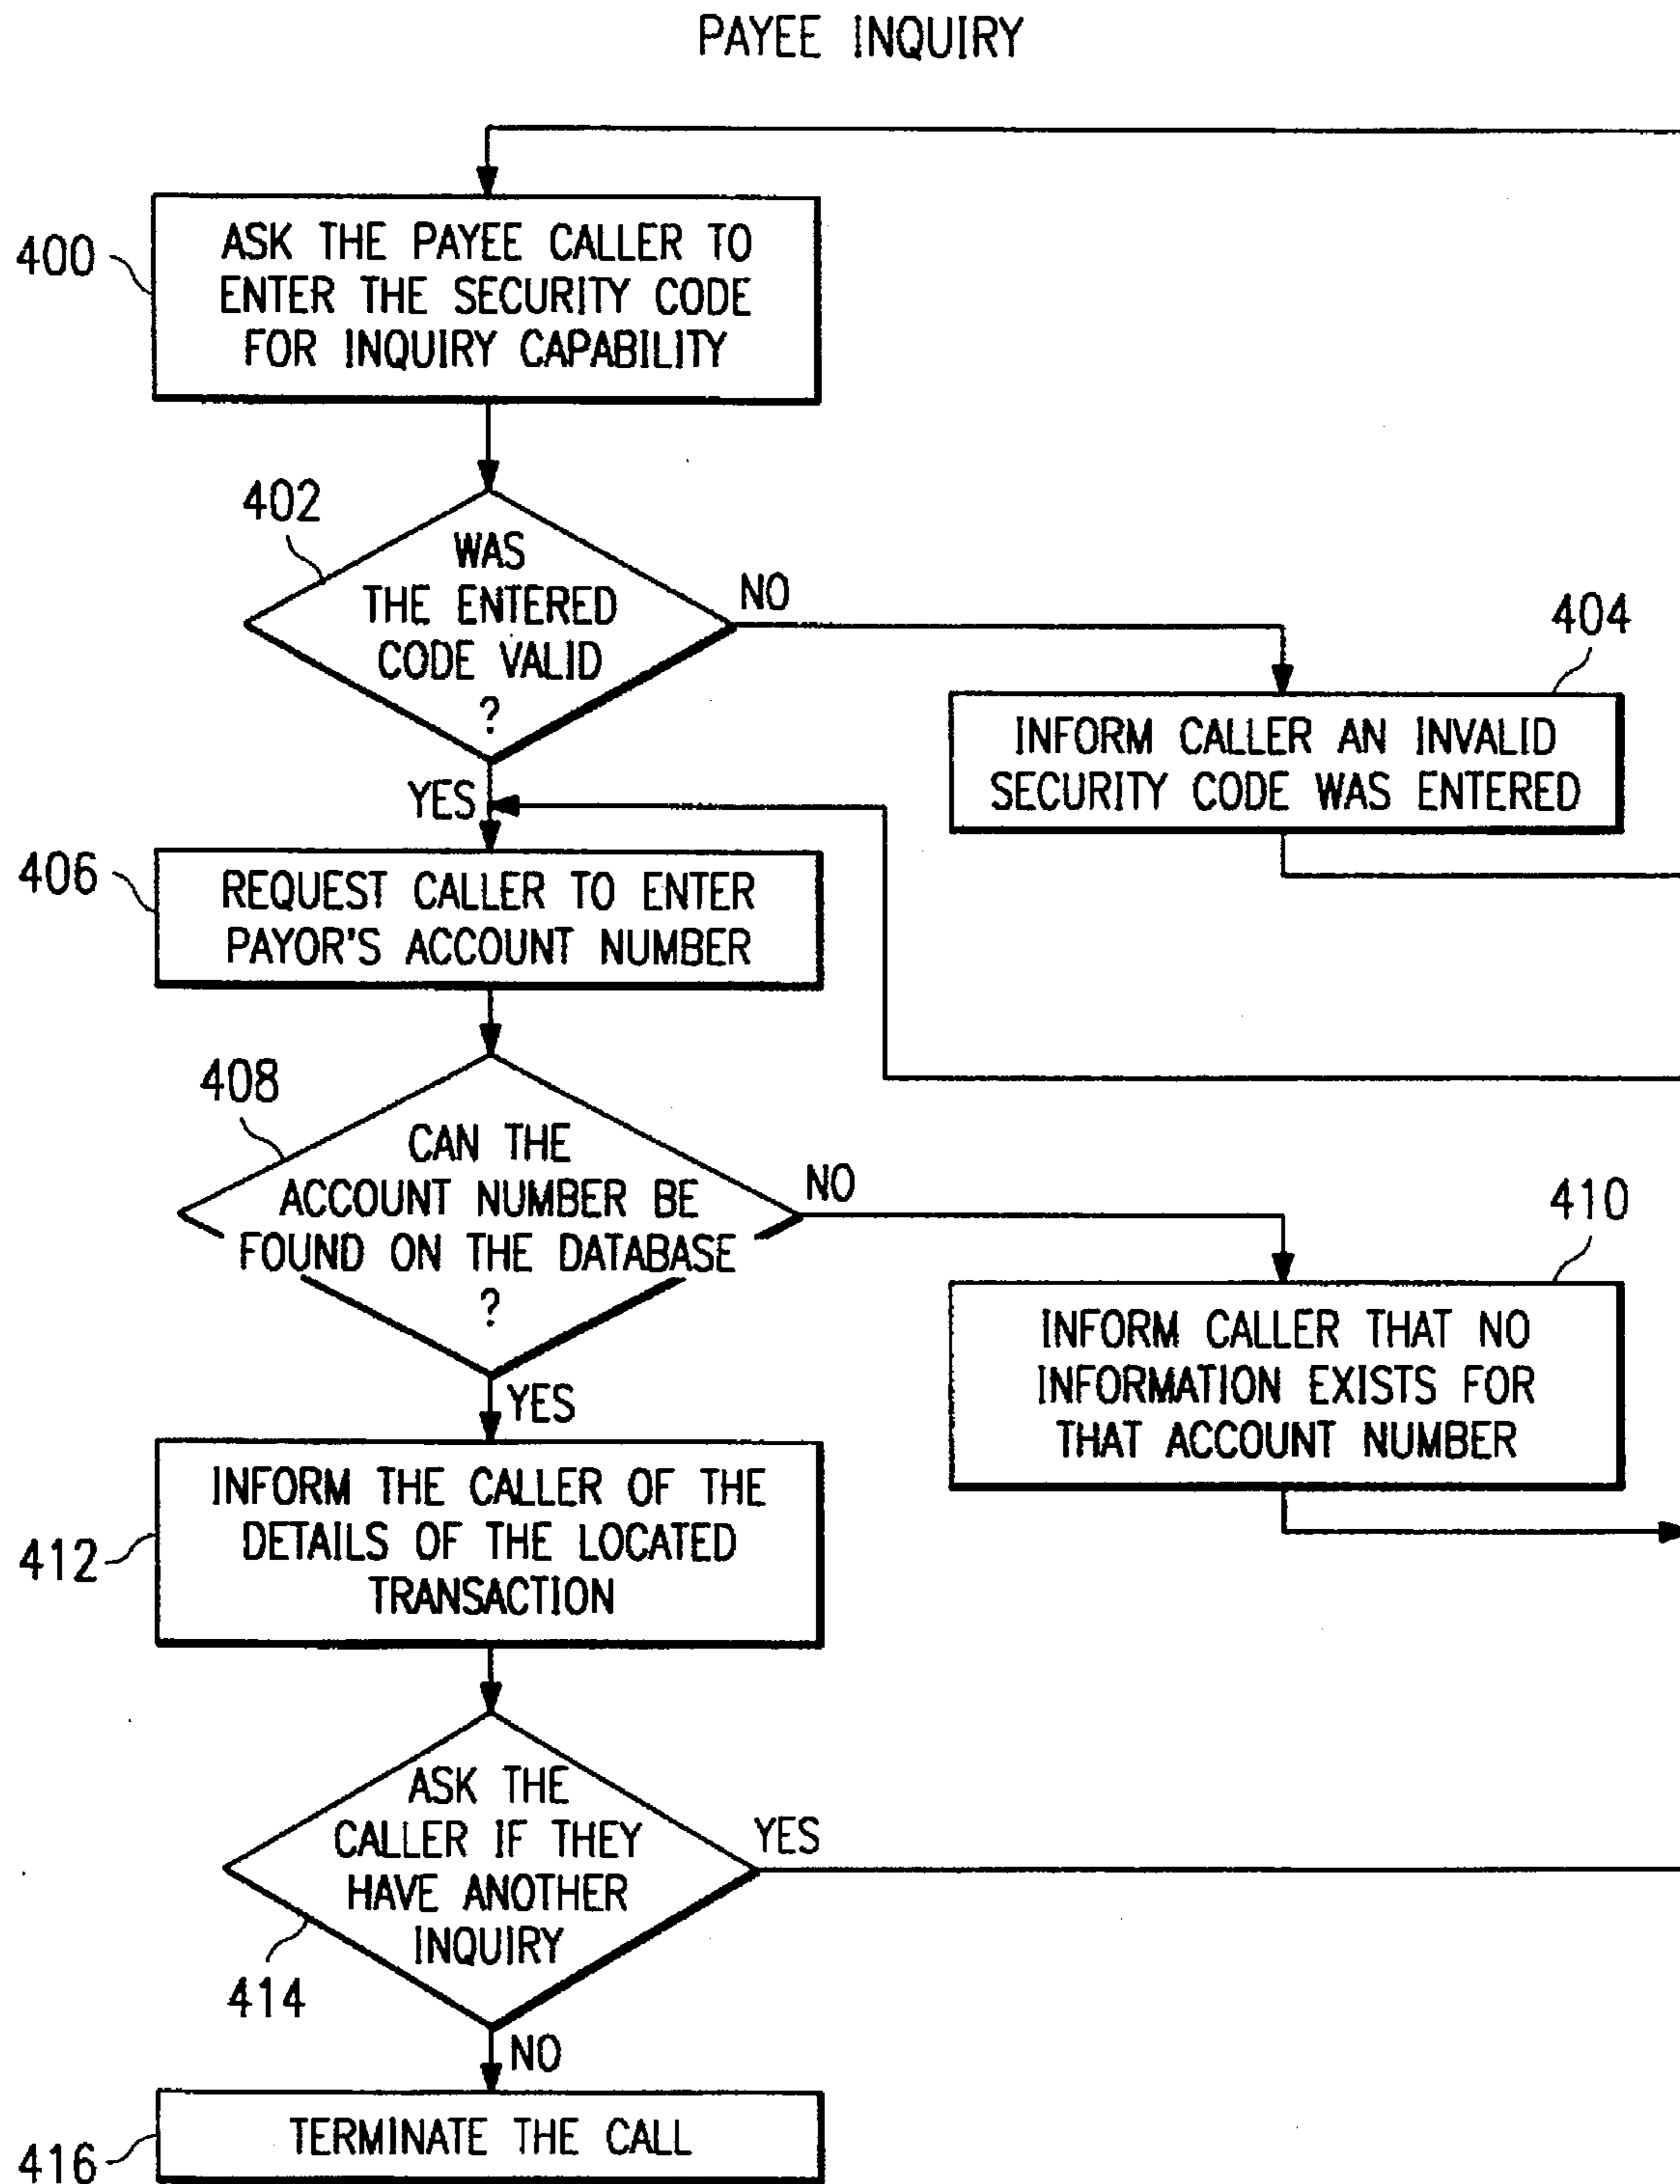 PAYEE INQUIRY
400
ASK THE PAYEE CALLER TO
ENTER THE SECURITY CODE
FOR INQUIRY CAPABILITY
402
WAS
THE ENTERED
CODE VALID
?
NO
YES
404
INFORM CALLER AN INVALID
SECURITY CODE WAS ENTERED
406
REQUEST CALLER TO ENTER
PAYOR'S ACCOUNT NUMBER
408
CAN THE
ACCOUNT NUMBER BE
FOUND ON THE DATABASE
?
NO
YES
410
INFORM CALLER THAT NO
INFORMATION EXISTS FOR
THAT ACCOUNT NUMBER
412
INFORM THE CALLER OF THE
DETAILS OF THE LOCATED
TRANSACTION
ASK THE
CALLER IF THEY
HAVE ANOTHER
INQUIRY
YES
414
NO
416
TERMINATE THE CALL